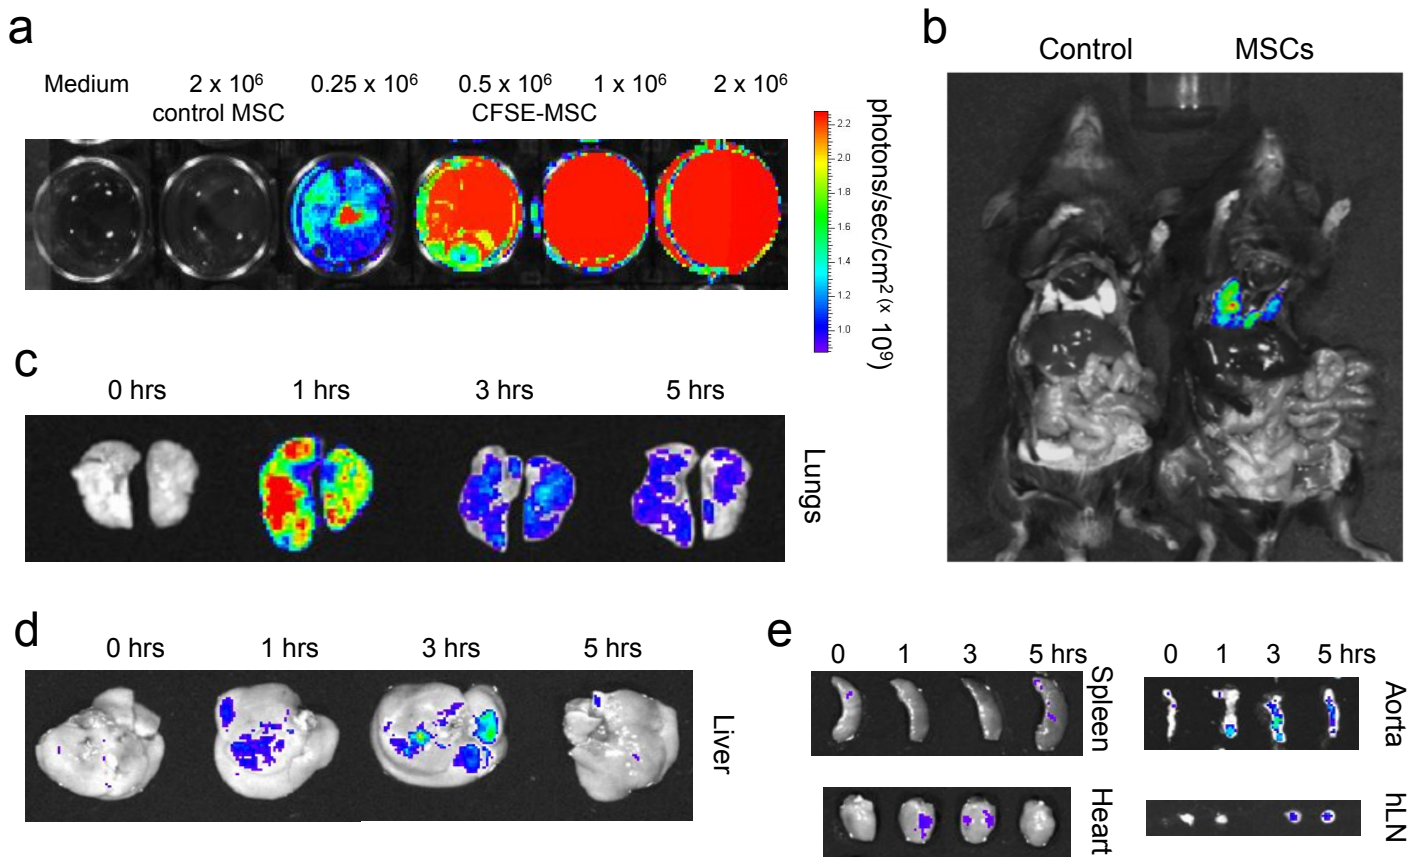 a
Medium
2 x 10⁶
control MSC
0.25 x 10⁶
0.5 x 10⁶
1 x 10⁶
2 x 10⁶
CFSE-MSC
2.2
2.0
1.8
1.6
1.4
1.2
1.0
photons/sec/cm² (x 10⁹)
b
Control
MSCs
c
0 hrs
1 hrs
3 hrs
5 hrs
Lungs
d
0 hrs
1 hrs
3 hrs
5 hrs
Liver
e
0
1
3
5 hrs
Spleen
0
1
3
5 hrs
Aorta
Heart
hLN